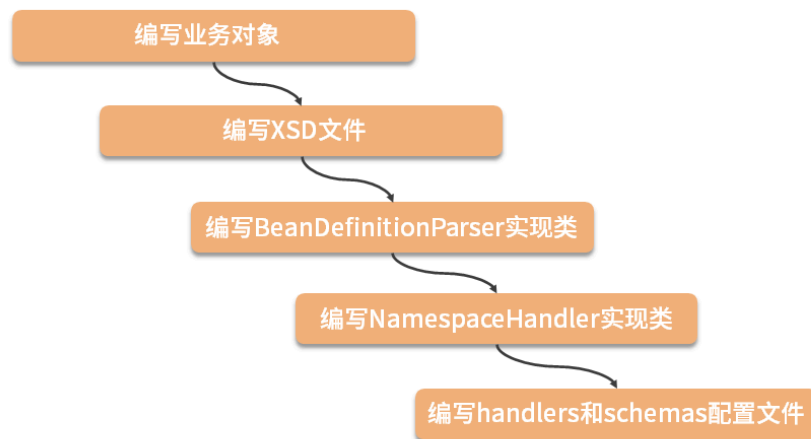 编写业务对象
编写XSD文件
编写BeanDefinitionParser实现类
编写NamespaceHandler实现类
编写handlers和schemas配置文件